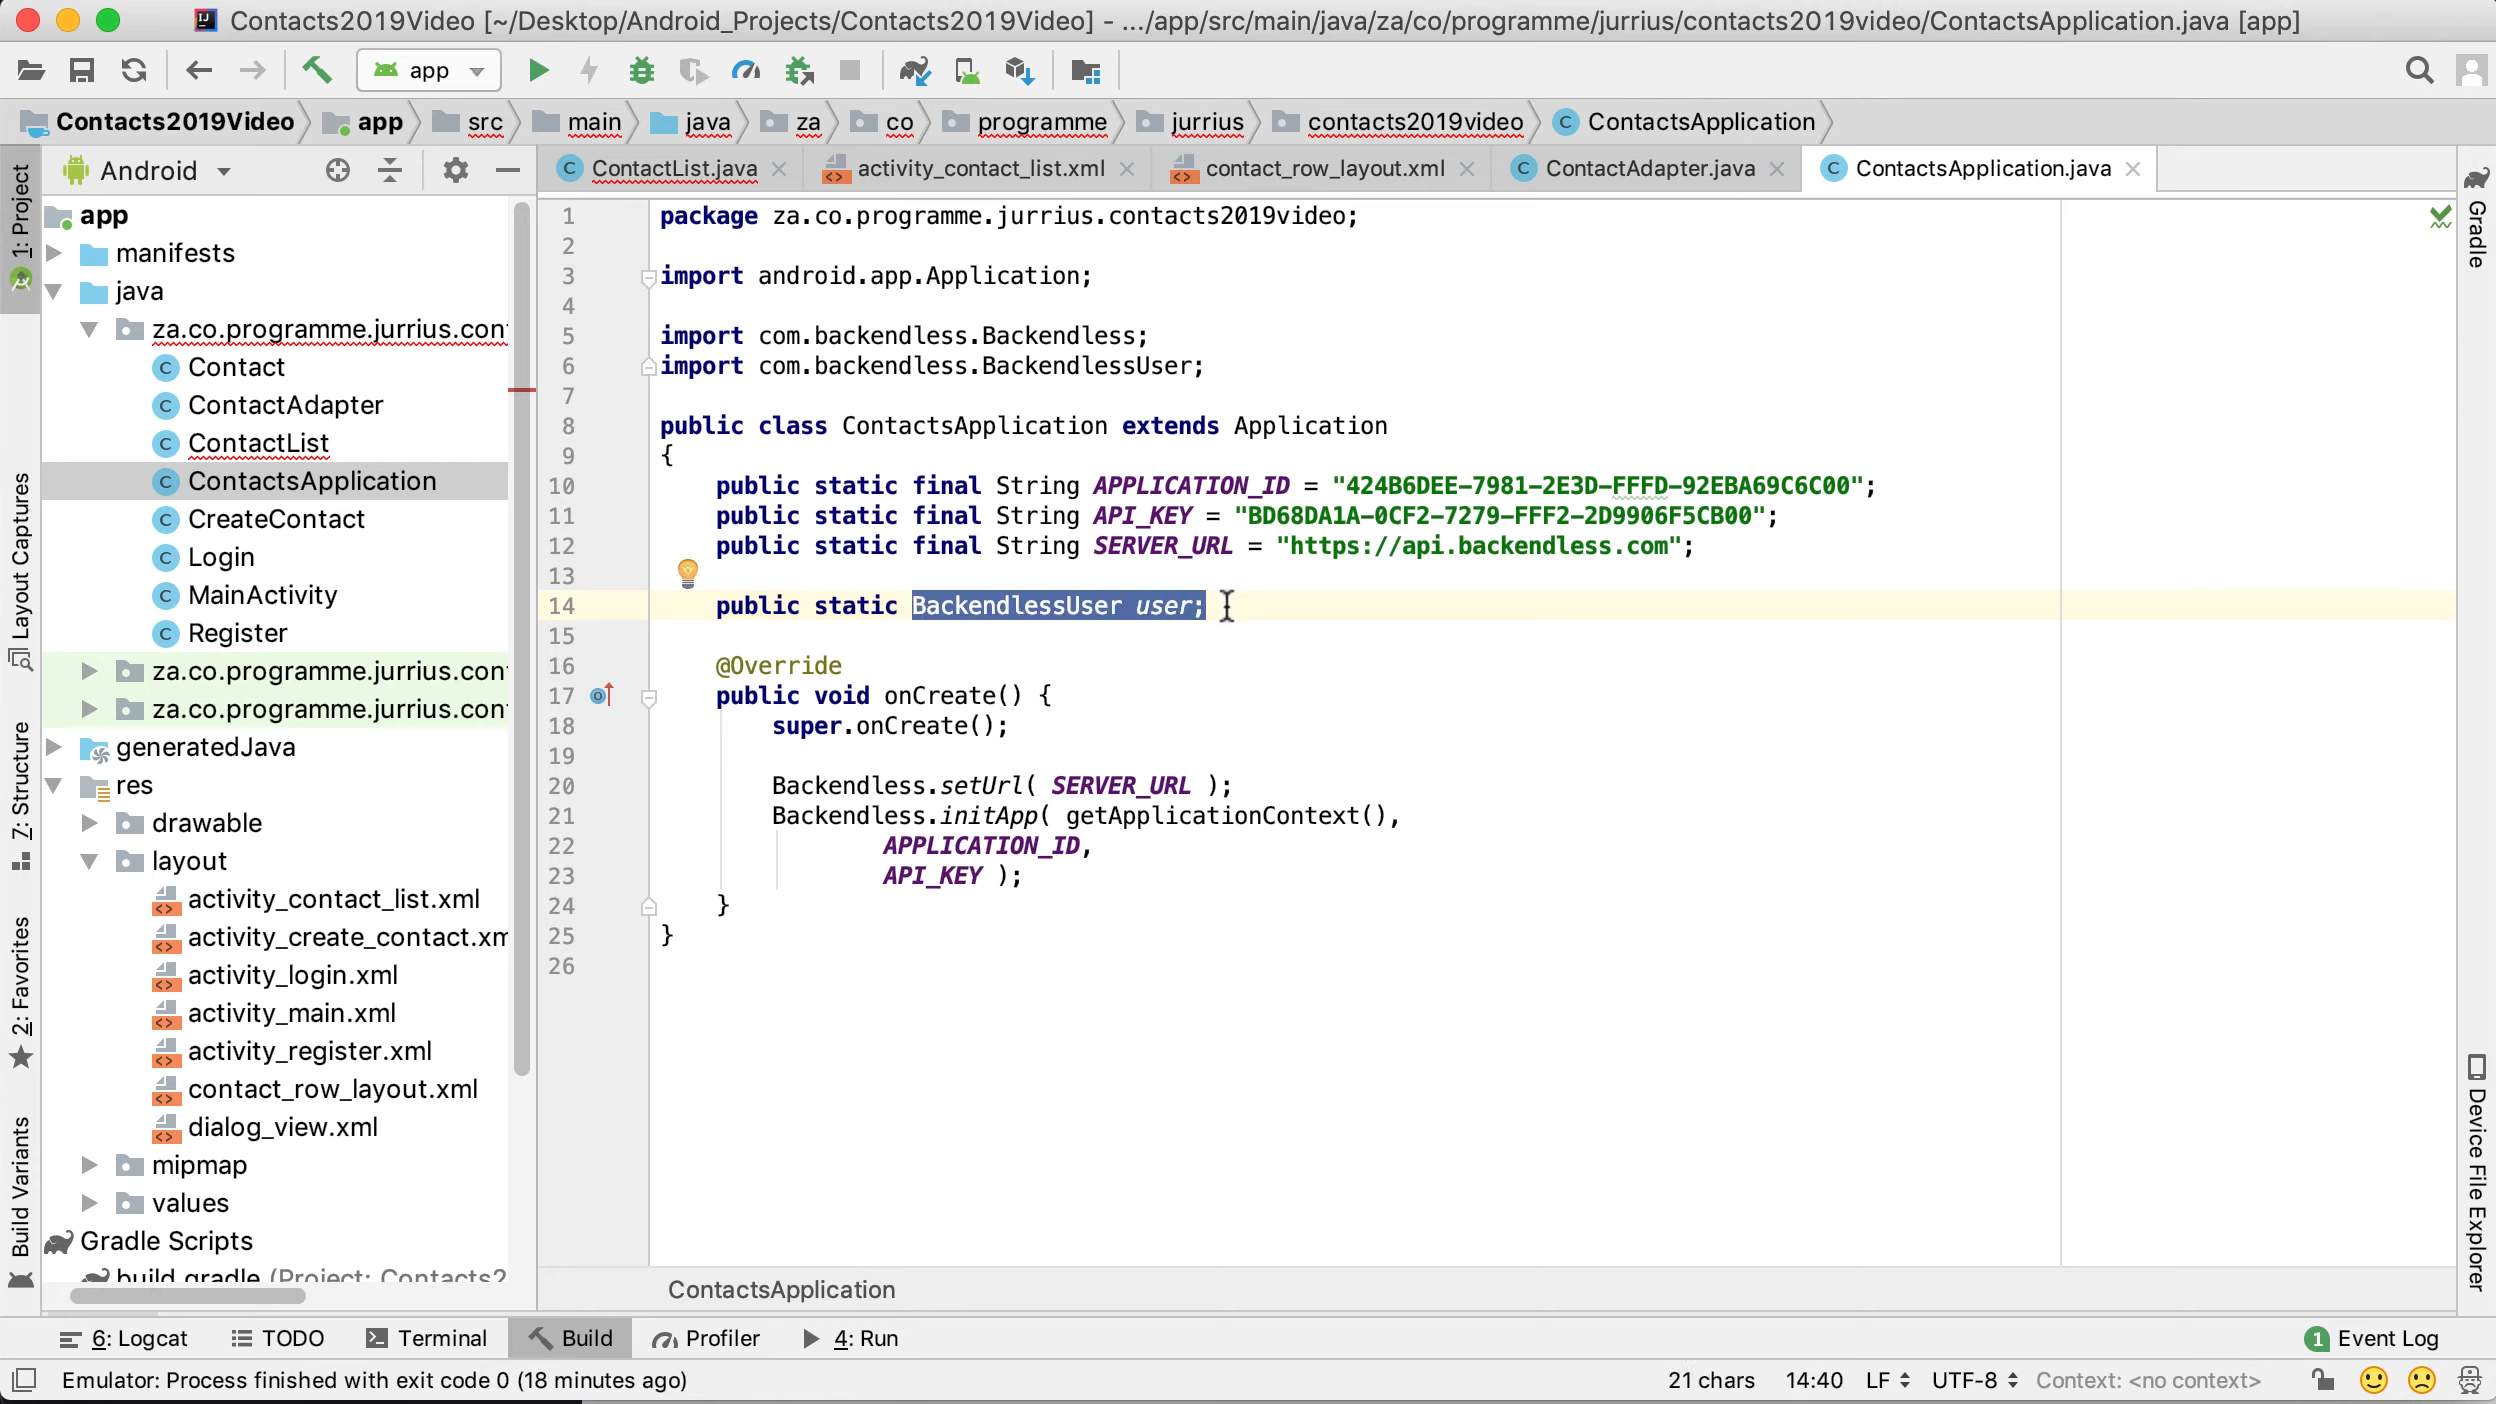 Contacts2019Video [~/Desktop/Android_Projects/Contacts2019Video] - .../app/src/main/java/za/co/programme/jurrius/contacts2019video/ContactsApplication.java [app]
app
Contacts2019Video app src main java za co programme jurrius contacts2019video ContactsApplication
Android
ContactList.java activity_contact_list.xml contact_row_layout.xml ContactAdapter.java ContactsApplication.java
1: Project
Layout Captures
7: Structure
2: Favorites
Build Variants
app
manifests
java
za.co.programme.jurrius.con
Contact
ContactAdapter
ContactList
ContactsApplication
CreateContact
Login
MainActivity
Register
za.co.programme.jurrius.con
za.co.programme.jurrius.con
generatedJava
res
drawable
layout
activity_contact_list.xml
activity_create_contact.xm
activity_login.xml
activity_main.xml
activity_register.xml
contact_row_layout.xml
dialog_view.xml
mipmap
values
Gradle Scripts
build.gradle (Project: Contacts2
1 package za.co.programme.jurrius.contacts2019video;
2
3 import android.app.Application;
4
5 import com.backendless.Backendless;
6 import com.backendless.BackendlessUser;
7
8 public class ContactsApplication extends Application
9 {
10 public static final String APPLICATION_ID = "424B6DEE-7981-2E3D-FFFD-92EBA69C6C00";
11 public static final String API_KEY = "BD68DA1A-0CF2-7279-FFF2-2D9906F5CB00";
12 public static final String SERVER_URL = "https://api.backendless.com";
13
14 public static BackendlessUser user;
15
16 @Override
17 public void onCreate() {
18 super.onCreate();
19
20 Backendless.setUrl( SERVER_URL );
21 Backendless.initApp( getApplicationContext(),
22 APPLICATION_ID,
23 API_KEY );
24 }
25 }
26
ContactsApplication
Gradle
Device File Explorer
6: Logcat TODO Terminal Build Profiler 4: Run 1 Event Log
Emulator: Process finished with exit code 0 (18 minutes ago) 21 chars 14:40 LF UTF-8 Context: <no context>